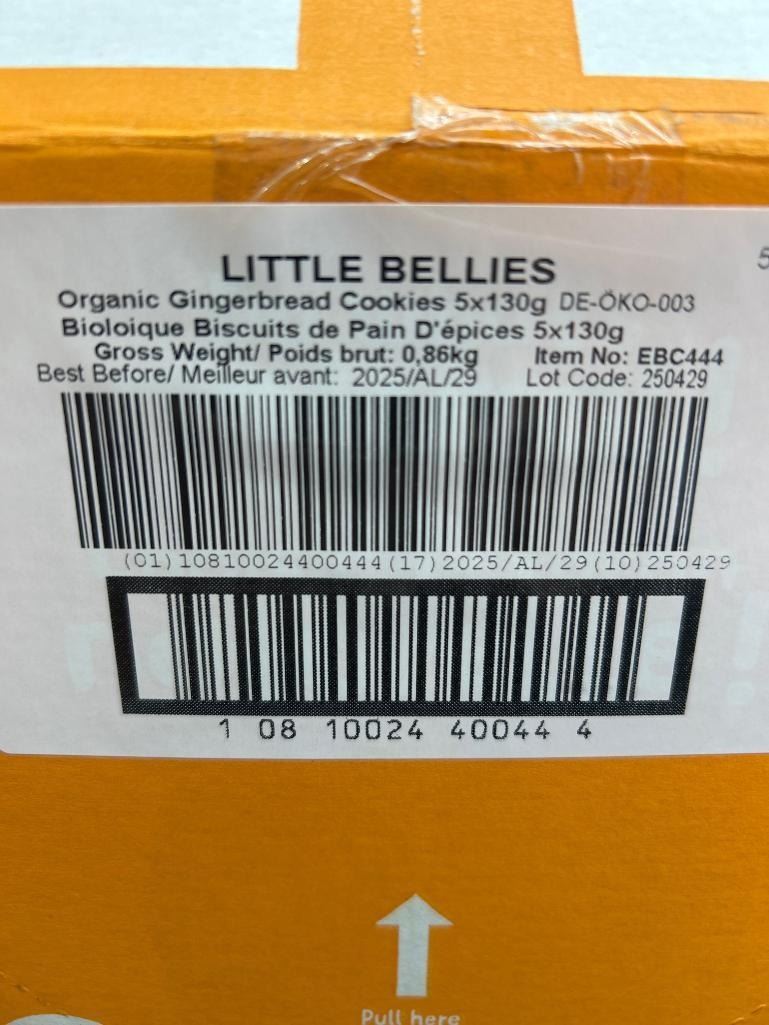 5
LITTLE BELLIES
Organic Gingerbread Cookies 5x130g DE-ÖKO-003
Bioloique Biscuits de Pain D'épices 5x130g
Gross Weight/ Poids brut: 0,86kg Item No: EBC444
Best Before/ Meilleur avant: 2025/AL/29 Lot Code: 250429
(01)10810024400444(17)2025/AL/29(10)250429
1 08 10024 40044 4
Pull here